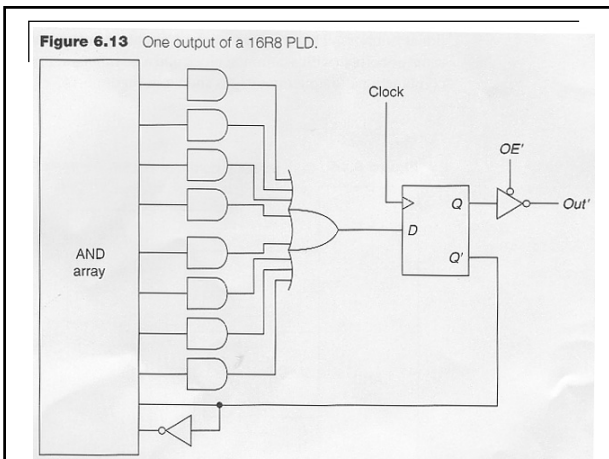 Figure 6.13 One output of a 16R8 PLD.
Clock
OE'
Q
Out'
D
AND
array
Q'